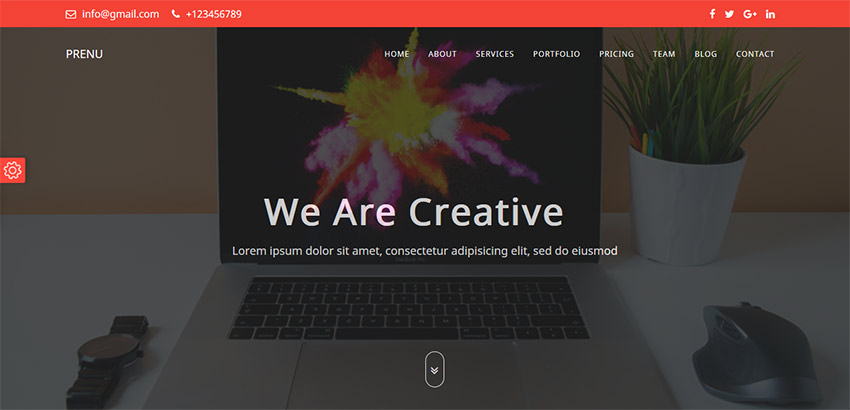 info@gmail.com +123456789
PRENU HOME ABOUT SERVICES PORTFOLIO PRICING TEAM BLOG CONTACT
We Are Creative
Lorem ipsum dolor sit amet, consectetur adipisicing elit, sed do eiusmod